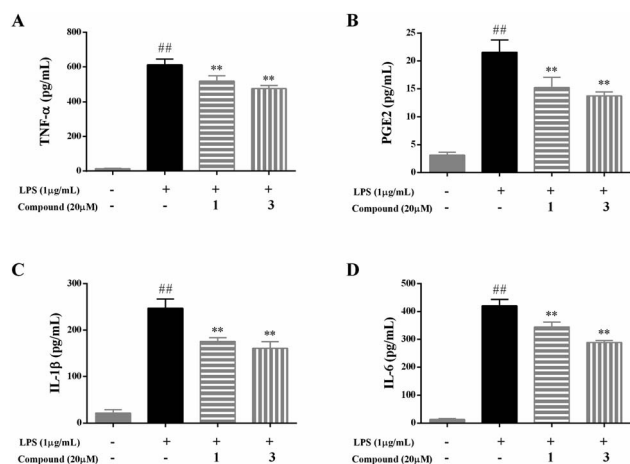 A
TNF-α (pg/mL)
800
600
400
200
0
##
**
**
LPS (1μg/mL) - + + +
Compound (20μM) - - 1 3
B
PGE2 (pg/mL)
25
20
15
10
5
0
##
**
**
LPS (1μg/mL) - + + +
Compound (20μM) - - 1 3
C
IL-1β (pg/mL)
300
200
100
0
##
**
**
LPS (1μg/mL) - + + +
Compound (20μM) - - 1 3
D
IL-6 (pg/mL)
500
400
300
200
100
0
##
**
**
LPS (1μg/mL) - + + +
Compound (20μM) - - 1 3